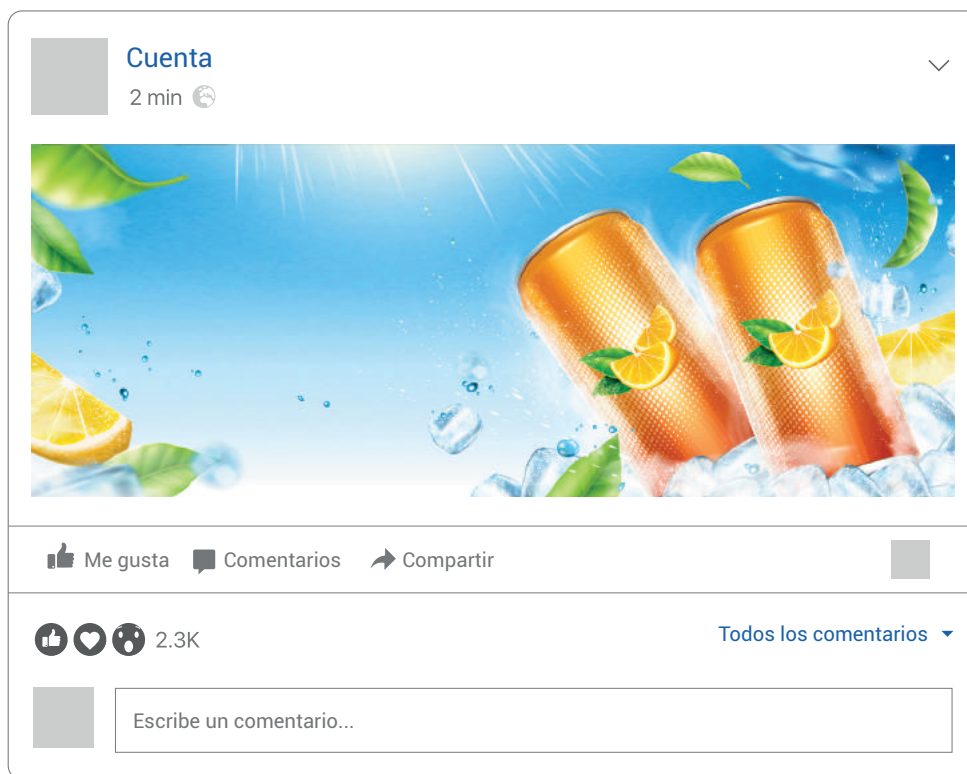 Cuenta
2 min
Me gusta Comentarios Compartir
2.3K
Todos los comentarios
Escribe un comentario...